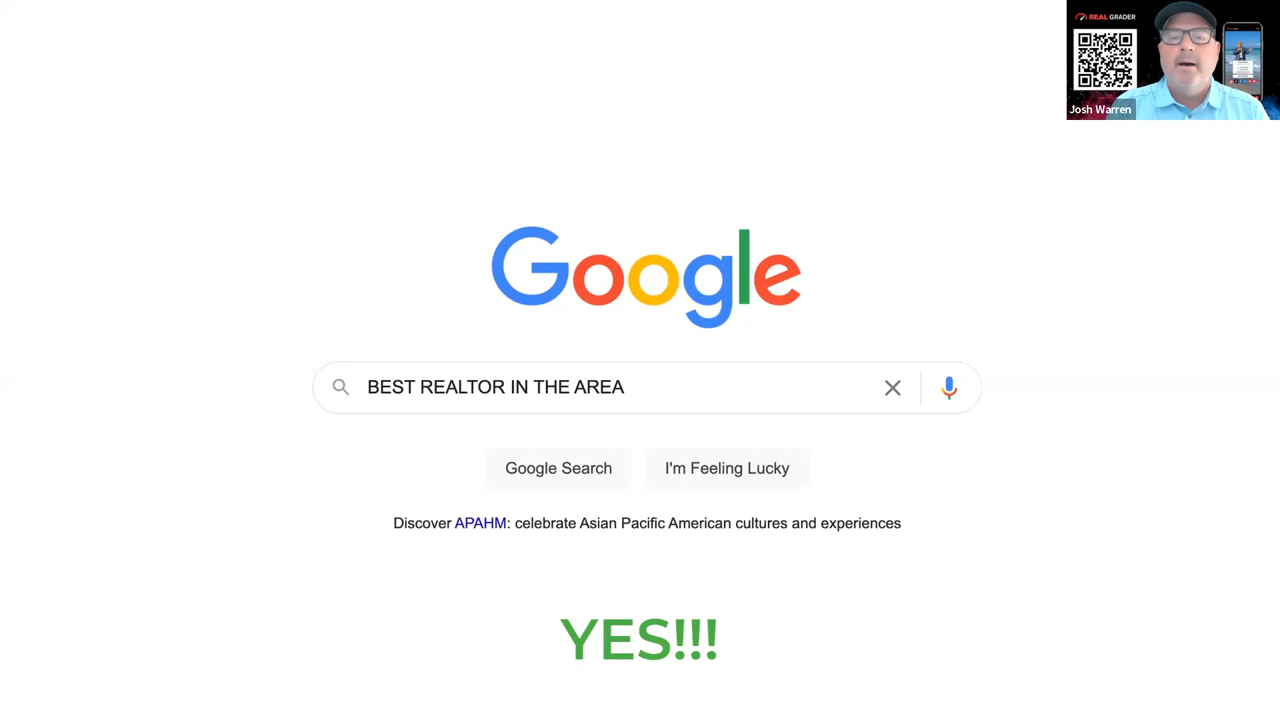 REAL GRADER
Josh Warren
Google
BEST REALTOR IN THE AREA
Google Search
I'm Feeling Lucky
Discover APAHM: celebrate Asian Pacific American cultures and experiences
YES!!!